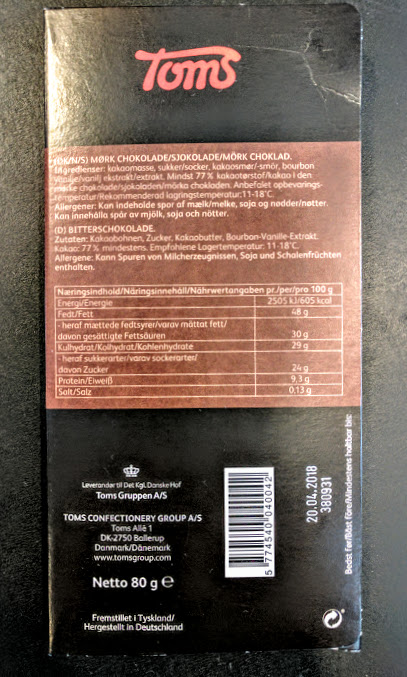 Toms
(DK/N/S) MØRK CHOKOLADE/SJOKOLADE/MÖRK CHOKLAD.
Ingredienser: kakaomasse, sukker/socker, kakaosmør/-smör, bourbon
vanilje/vanilj ekstrakt/extrakt. Mindst 77% kakaotørstof/kakao i den
mørke chokolade/sjokoladen/mörka chokladen. Anbefalet opbevarings-
temperatur/Rekommenderad lagringstemperatur:11-18°C.
Allergener: Kan indeholde spor af mælk/melke, soja og nødder/nøtter.
Kan innehålla spår av mjölk, soja och nötter.
(D) BITTERSCHOKOLADE.
Zutaten: Kakaobohnen, Zucker, Kakaobutter, Bourbon-Vanille-Extrakt.
Kakao: 77% mindestens. Empfohlene Lagertemperatur: 11-18°C.
Allergene: Kann Spuren von Milcherzeugnissen, Soja und Schalenfrüchten
enthalten.
Næringsindhold/Näringsinnehåll/Nährwertangaben pr./per/pro 100 g
Energi/Energie 2505 kJ/605 kcal
Fedt/Fett 48 g
- heraf mættede fedtsyrer/varav mättat fett/
davon gesättigte Fettsäuren 30 g
Kulhydrat/Kolhydrat/Kohlenhydrate 29 g
- heraf sukkerarter/varav sockerarter/
davon Zucker 24 g
Protein/Eiweiß 9,3 g
Salt/Salz 0,13 g
Leverandør til Det Kgl. Danske Hof
Toms Gruppen A/S
TOMS CONFECTIONERY GROUP A/S
Toms Allé 1
DK-2750 Ballerup
Danmark/Dänemark
www.tomsgroup.com
Netto 80 g ℮
Fremstillet i Tyskland/
Hergestellt in Deutschland
5 774540 040042
20.04.2018
380931
Bedst Før/Bäst Före/Mindestens haltbar bis: